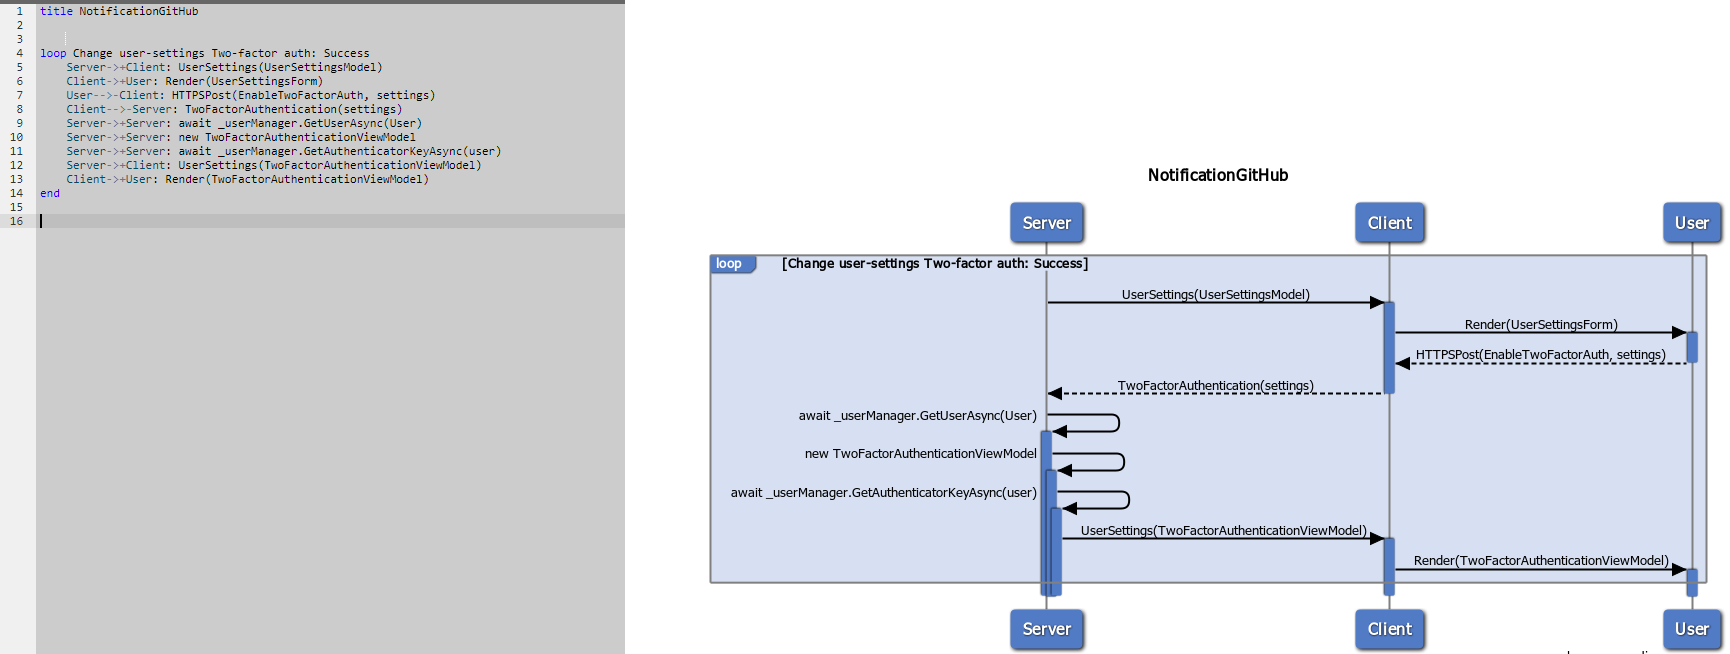 1 title NotificationGitHub
2
3
4 loop Change user-settings Two-factor auth: Success
5 Server->+Client: UserSettings(UserSettingsModel)
6 Client->+User: Render(UserSettingsForm)
7 User-->-Client: HTTPSPost(EnableTwoFactorAuth, settings)
8 Client-->-Server: TwoFactorAuthentication(settings)
9 Server->+Server: await _userManager.GetUserAsync(User)
10 Server->+Server: new TwoFactorAuthenticationViewModel
11 Server->+Server: await _userManager.GetAuthenticatorKeyAsync(user)
12 Server->+Client: UserSettings(TwoFactorAuthenticationViewModel)
13 Client->+User: Render(TwoFactorAuthenticationViewModel)
14 end
15
16
NotificationGitHub
Server Client User
loop [Change user-settings Two-factor auth: Success]
UserSettings(UserSettingsModel)
Render(UserSettingsForm)
HTTPSPost(EnableTwoFactorAuth, settings)
TwoFactorAuthentication(settings)
await _userManager.GetUserAsync(User)
new TwoFactorAuthenticationViewModel
await _userManager.GetAuthenticatorKeyAsync(user)
UserSettings(TwoFactorAuthenticationViewModel)
Render(TwoFactorAuthenticationViewModel)
Server Client User